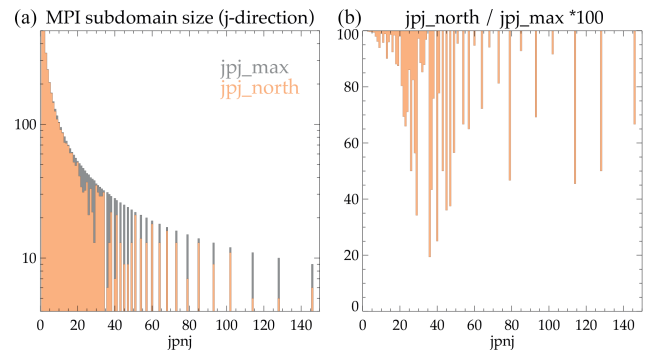 (a) MPI subdomain size (j-direction)
jpj_max
jpj_north
100
10
0 20 40 60 80 100 120 140
jpnj
(b) jpj_north / jpj_max *100
100
80
60
40
20
0
0 20 40 60 80 100 120 140
jpnj